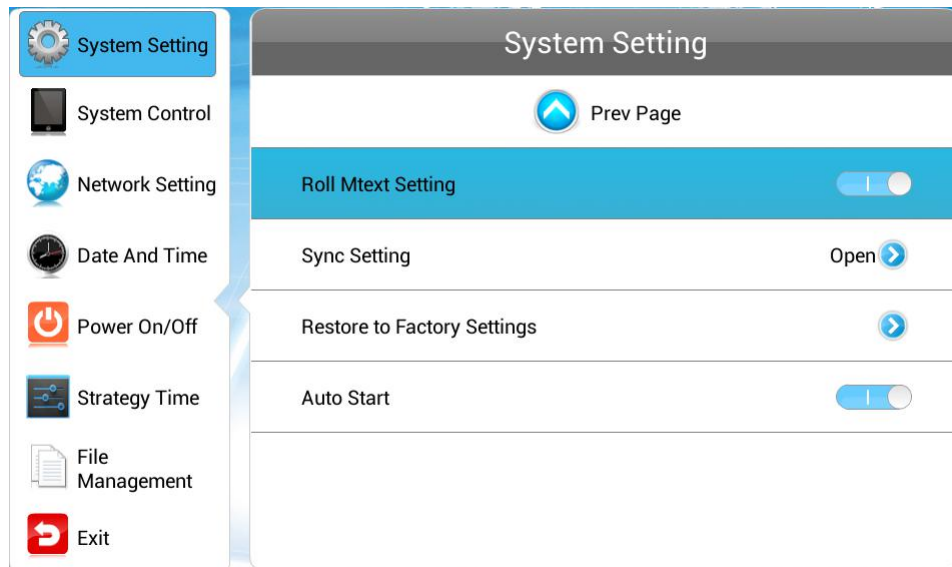 System Setting
System Control
Network Setting
Date And Time
Power On/Off
Strategy Time
File
Management
Exit
System Setting
Prev Page
Roll Mtext Setting
Sync Setting Open
Restore to Factory Settings
Auto Start